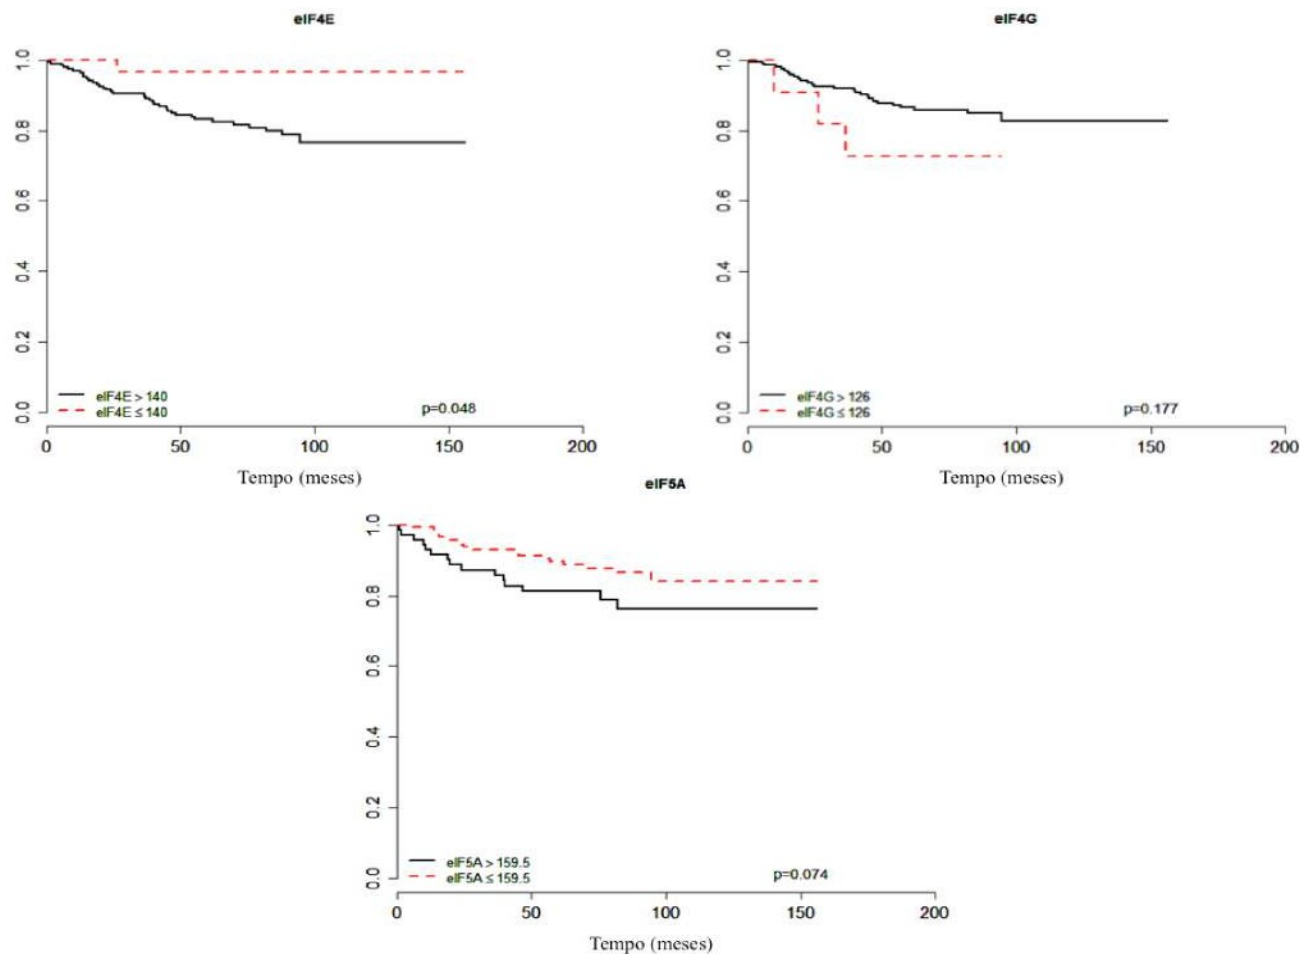 eIF4E
1.0
0.8
0.6
0.4
0.2
0.0
eIF4E > 140
eIF4E ≤ 140
p=0.048
0 50 100 150 200
Tempo (meses)
eIF4G
1.0
0.8
0.6
0.4
0.2
0.0
eIF4G > 126
eIF4G ≤ 126
p=0.177
0 50 100 150 200
Tempo (meses)
eIF5A
1.0
0.8
0.6
0.4
0.2
0.0
eIF5A > 159.5
eIF5A ≤ 159.5
p=0.074
0 50 100 150 200
Tempo (meses)